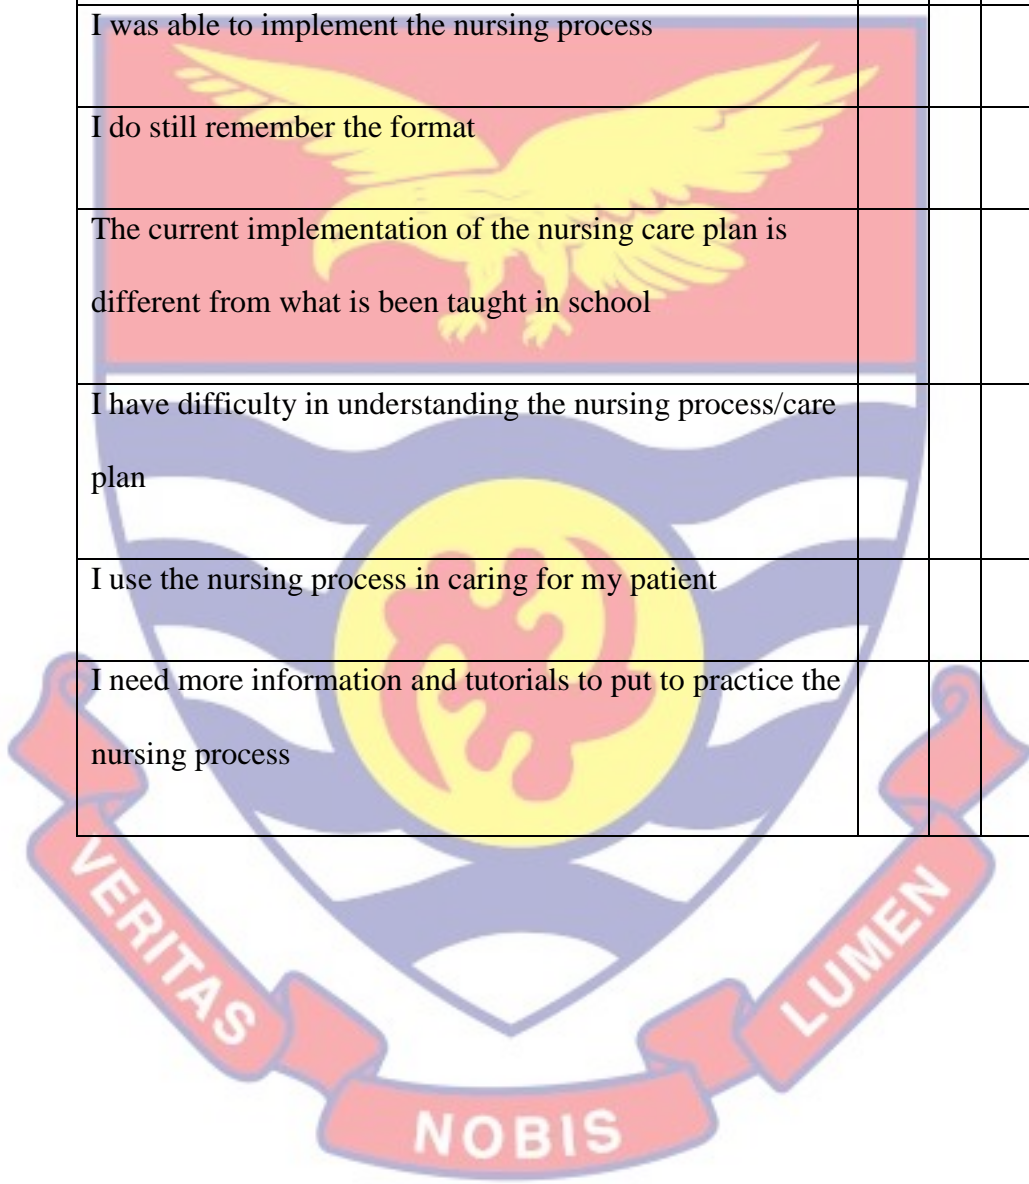 I was able to implement the nursing process
I do still remember the format
The current implementation of the nursing care plan is
different from what is been taught in school
I have difficulty in understanding the nursing process/care
plan
I use the nursing process in caring for my patient
I need more information and tutorials to put to practice the
nursing process
VERITAS
NOBIS
LUMEN